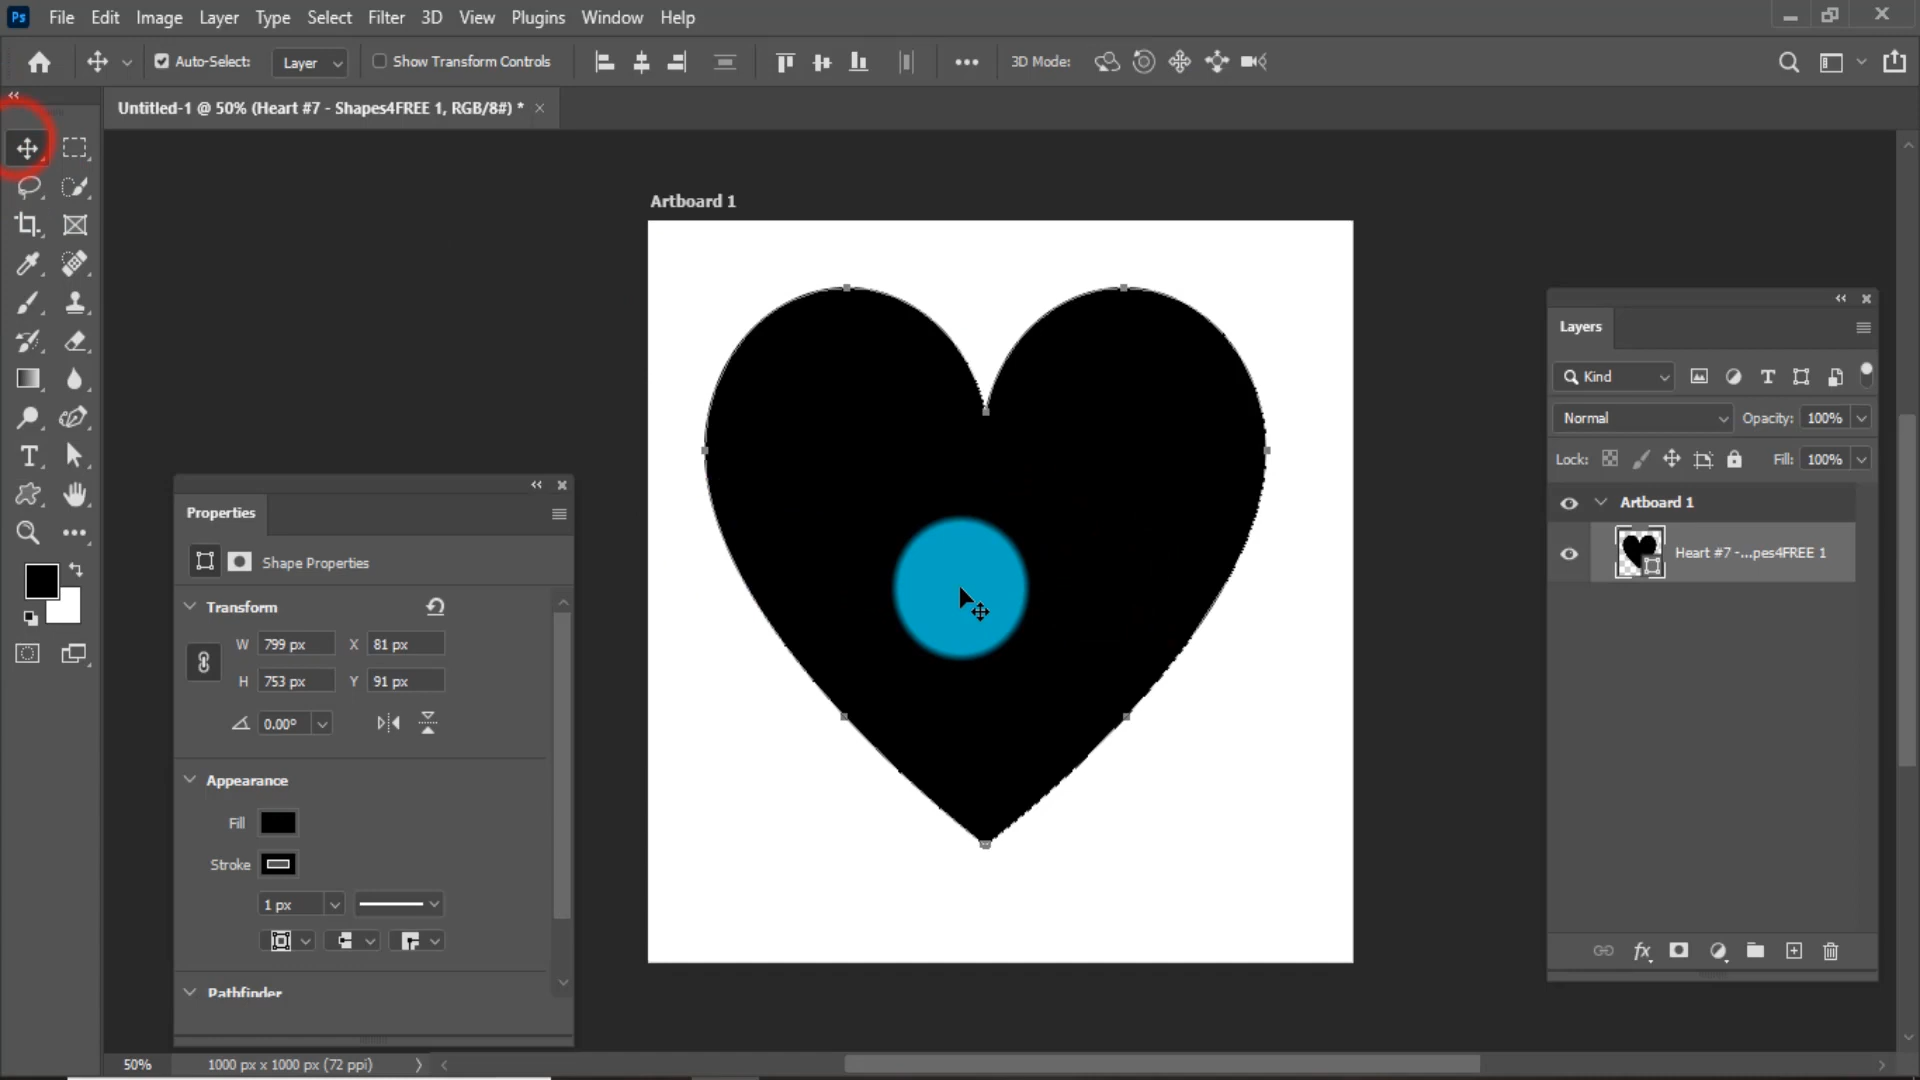 Ps File Edit Image Layer Type Select Filter 3D View Plugins Window Help
Auto-Select: Layer Show Transform Controls 3D Mode:
Untitled-1 @ 50% (Heart #7 - Shapes4FREE 1, RGB/8#) *
Artboard 1
Layers
Kind
Normal Opacity: 100%
Lock: Fill: 100%
Artboard 1
Heart #7 -...pes4FREE 1
Properties
Shape Properties
Transform
W 799 px X 81 px
H 753 px Y 91 px
0.00°
Appearance
Fill
Stroke
1 px
Pathfinder
50% 1000 px x 1000 px (72 ppi)